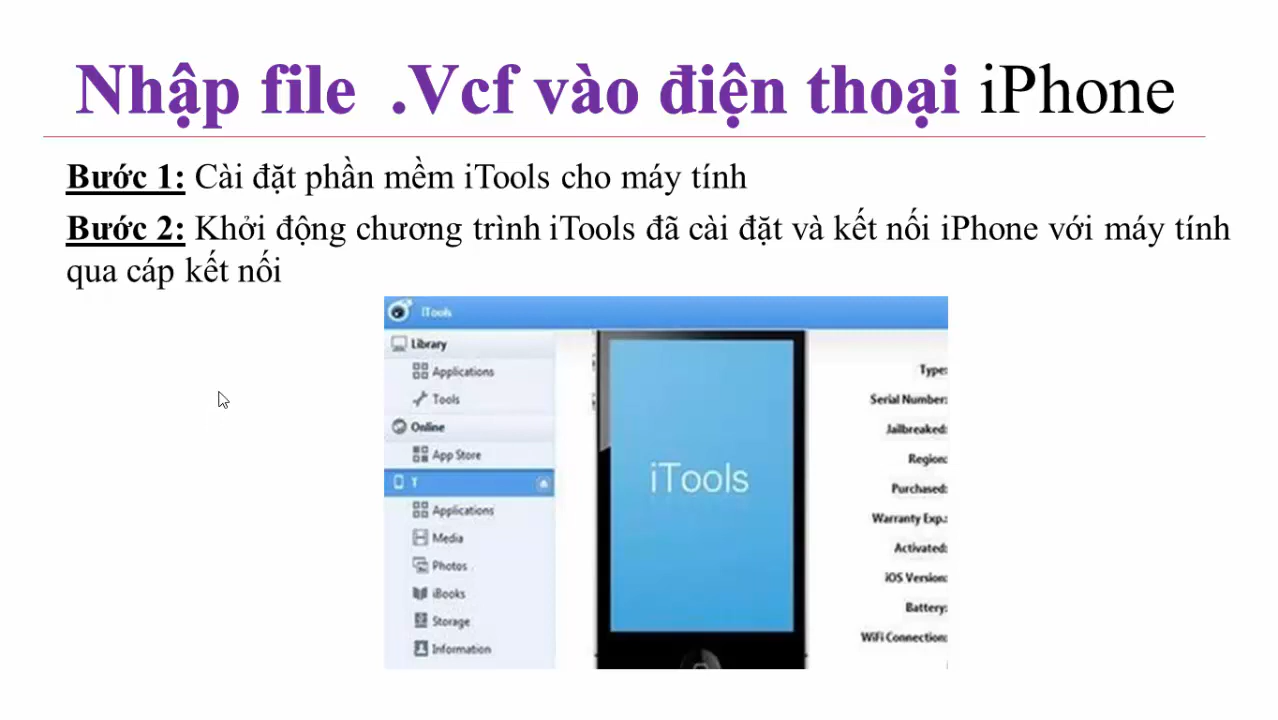 Nhập file .Vcf vào điện thoại iPhone
Bước 1: Cài đặt phần mềm iTools cho máy tính
Bước 2: Khởi động chương trình iTools đã cài đặt và kết nối iPhone với máy tính
qua cáp kết nối
iTools
Library
Applications
Tools
Online
App Store
T
Applications
Media
Photos
iBooks
Storage
Information
iTools
Type:
Serial Number:
Jailbreaked:
Region:
Purchased:
Warranty Exp.:
Activated:
iOS Version:
Battery:
WiFi Connection: